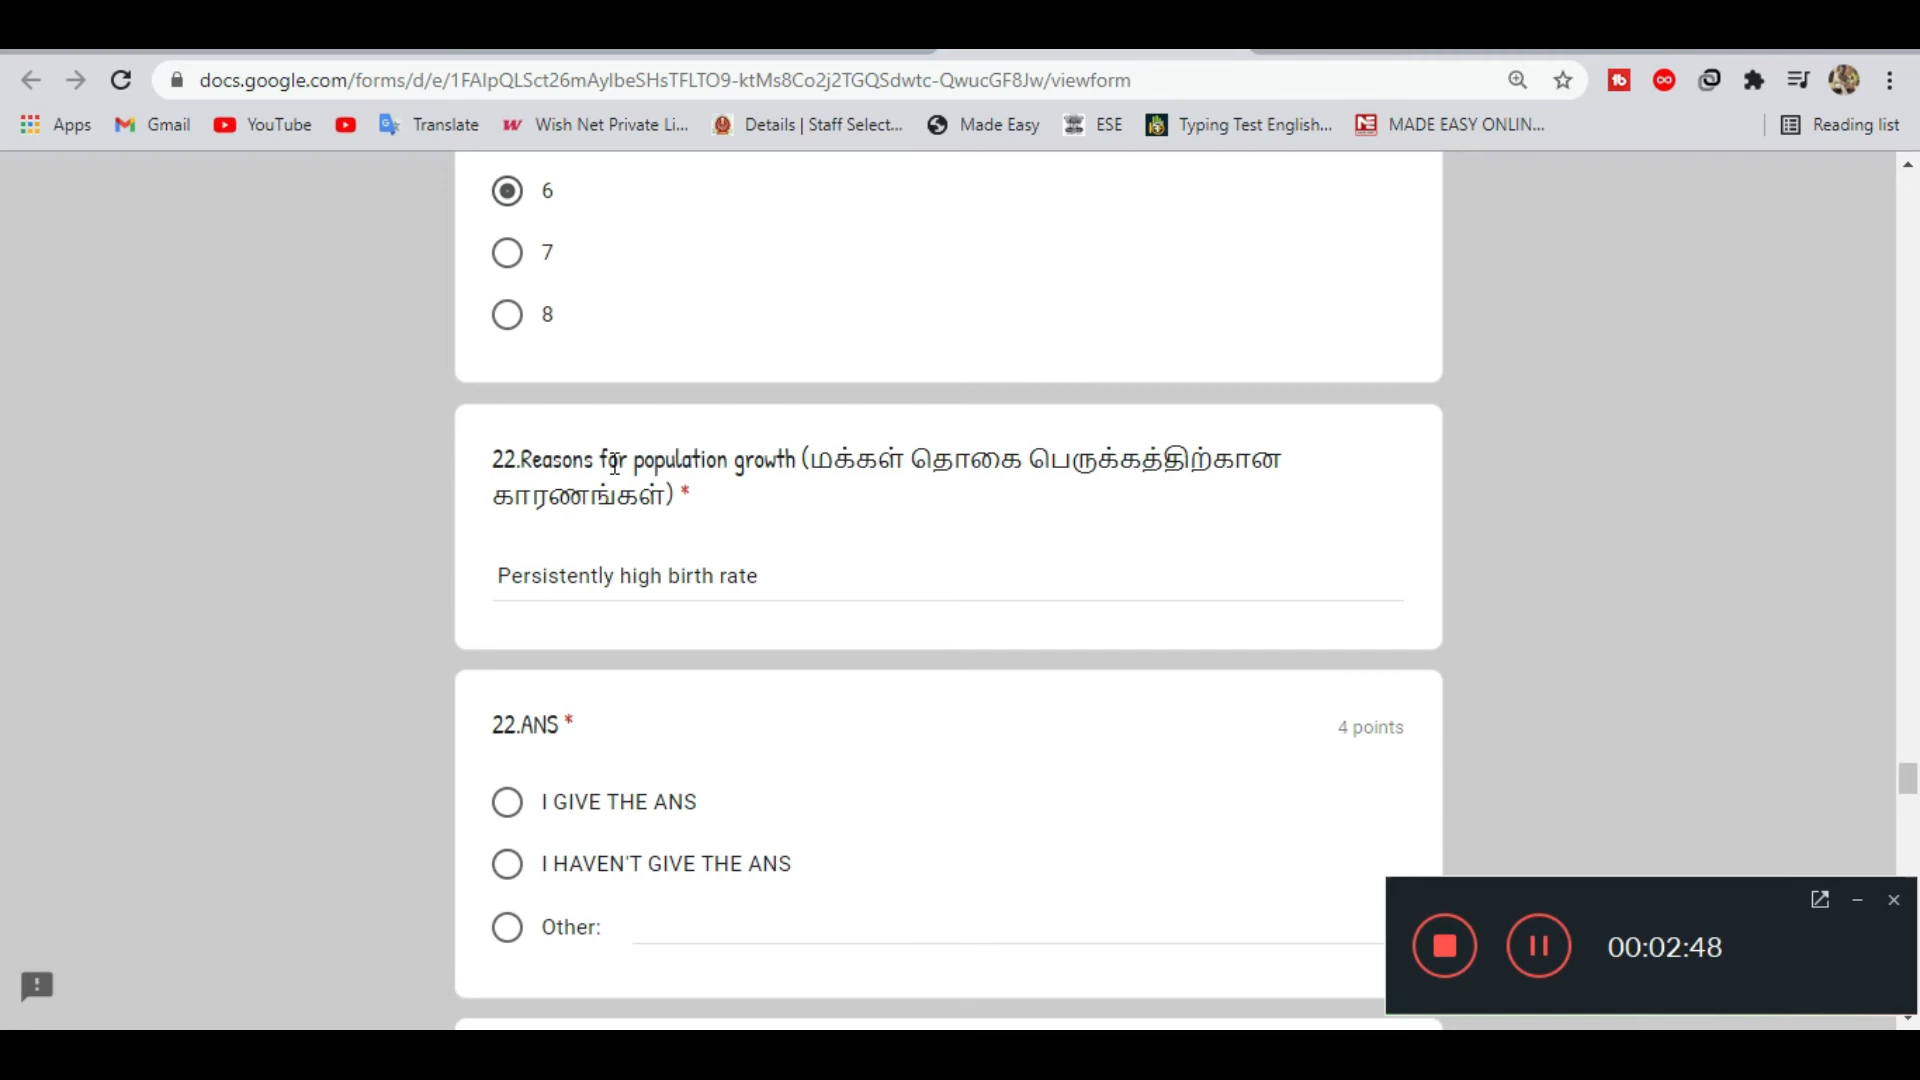 docs.google.com/forms/d/e/1FAIpQLSct26mAyIbeSHsTFLTO9-ktMs8Co2j2TGQSdwtc-QwucGF8Jw/viewform
Apps Gmail YouTube Translate Wish Net Private Li... Details | Staff Select... Made Easy ESE Typing Test English... MADE EASY ONLIN... Reading list
6
7
8
22.Reasons for population growth (மக்கள் தொகை பெருக்கத்திற்கான
காரணங்கள்) *
Persistently high birth rate
22.ANS * 4 points
I GIVE THE ANS
I HAVEN'T GIVE THE ANS
Other:
00:02:48